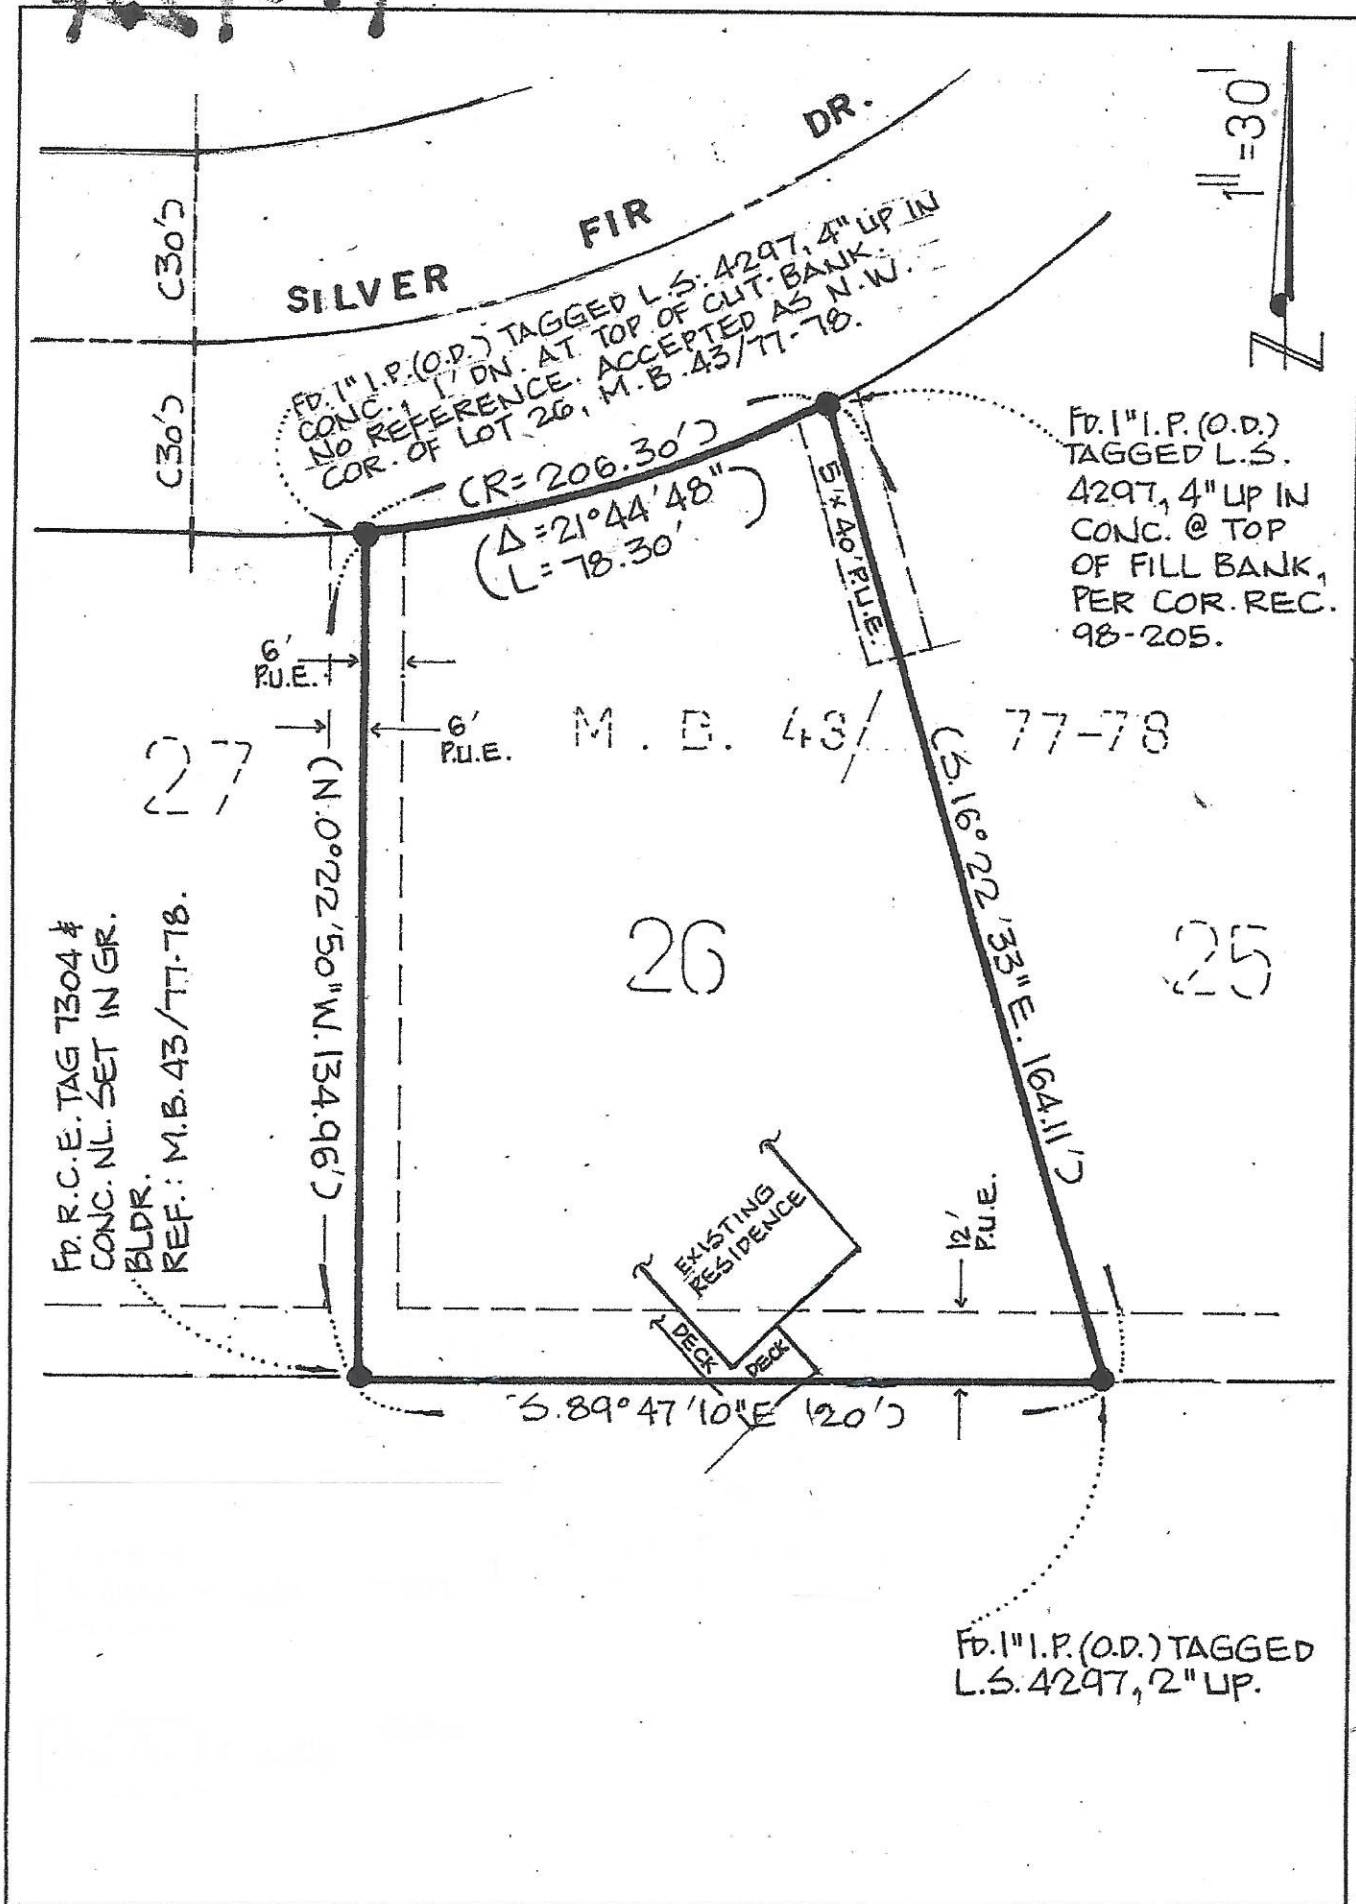 1"=30'
N
DR.
FIR
SILVER
(30')
(30')
FD. 1" I.P. (O.D.) TAGGED L.S. 4297, 4" UP IN
CONC., 1' DN. AT TOP OF CUT-BANK.
NO REFERENCE. ACCEPTED AS N.W.
COR. OF LOT 26, M.B. 43/77-78.
(R=206.30')
(Δ=21°44'48"
L=78.30')
FD. 1" I.P. (O.D.)
TAGGED L.S.
4297, 4" UP IN
CONC. @ TOP
OF FILL BANK,
PER COR. REC.
98-205.
5'x40' P.U.E.
6'
P.U.E.
6'
P.U.E.
M.B. 43/77-78
27
(N.0°22'50"W. 134.96')
(S.16°22'33"E. 164.11')
26
25
FD. R.C.E. TAG 7304 &
CONC. NL. SET IN GR.
BLDR.
REF.: M.B. 43/77-78.
EXISTING
RESIDENCE
12'
P.U.E.
DECK
DECK
S.89°47'10"E 120')
FD. 1" I.P. (O.D.) TAGGED
L.S. 4297, 2" UP.